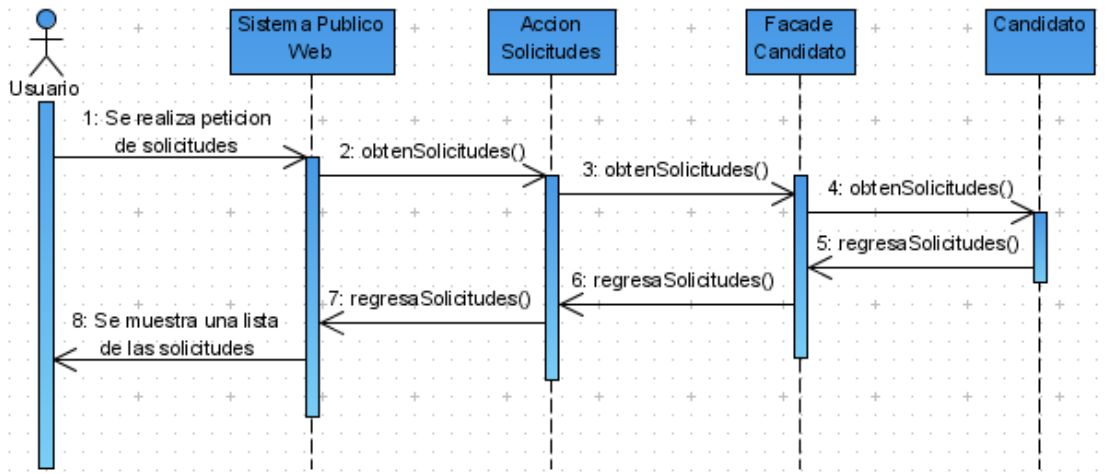 Sistema Publico
Web
Accion
Solicitudes
Facade
Candidato
Candidato
Usuario
1: Se realiza peticion
de solicitudes
2: obtenSolicitudes()
3: obtenSolicitudes()
4: obtenSolicitudes()
5: regresaSolicitudes()
6: regresaSolicitudes()
7: regresaSolicitudes()
8: Se muestra una lista
de las solicitudes